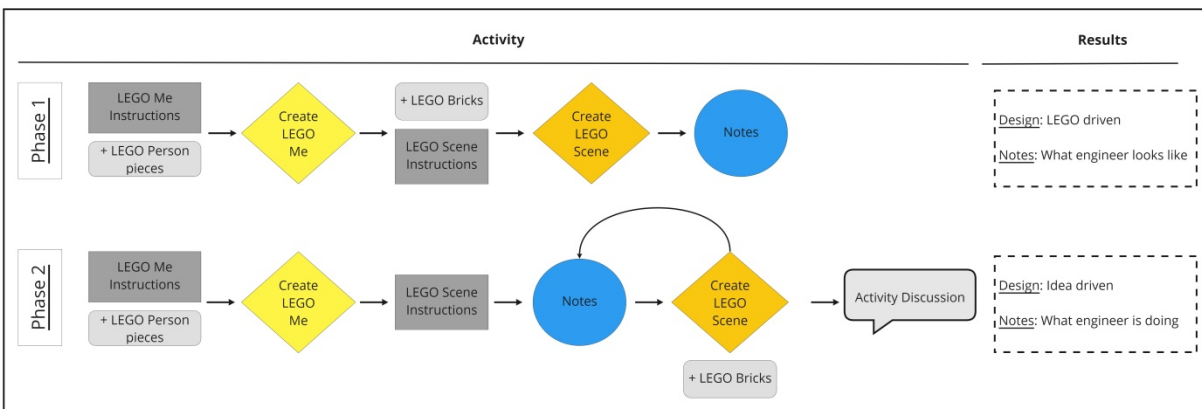 Activity
Results
Phase 1
LEGO Me
Instructions
+ LEGO Person
pieces
Create
LEGO
Me
+ LEGO Bricks
LEGO Scene
Instructions
Create
LEGO
Scene
Notes
Design: LEGO driven
Notes: What engineer looks like
Phase 2
LEGO Me
Instructions
+ LEGO Person
pieces
Create
LEGO
Me
LEGO Scene
Instructions
Notes
Create
LEGO
Scene
+ LEGO Bricks
Activity Discussion
Design: Idea driven
Notes: What engineer is doing